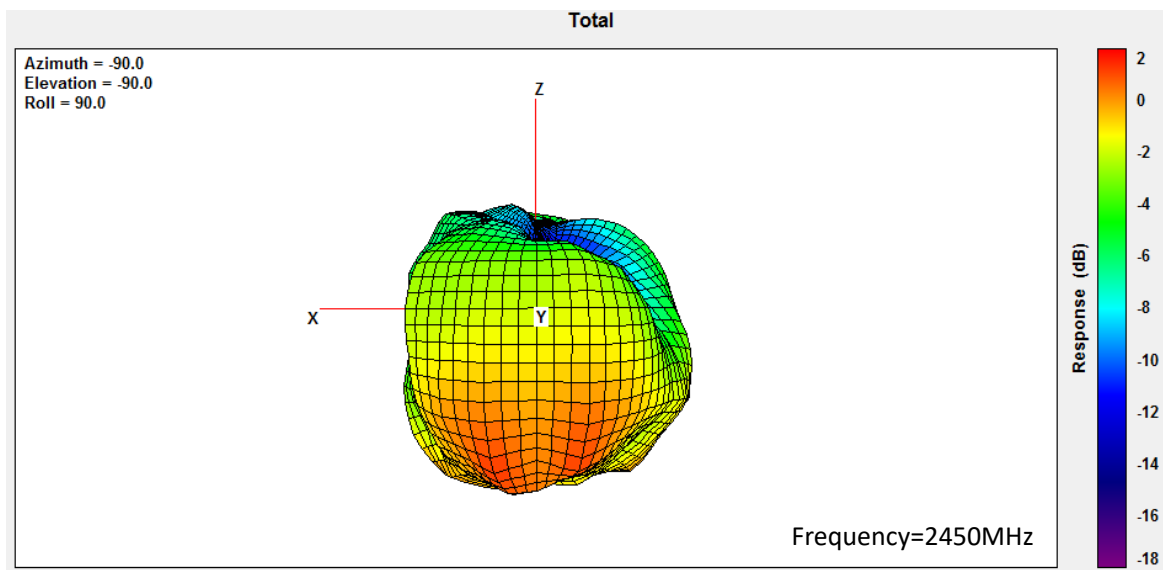 Total
Azimuth = -90.0
Elevation = -90.0
Roll = 90.0
Z
X
Y
Frequency=2450MHz
2
0
-2
-4
-6
-8
-10
-12
-14
-16
-18
Response (dB)